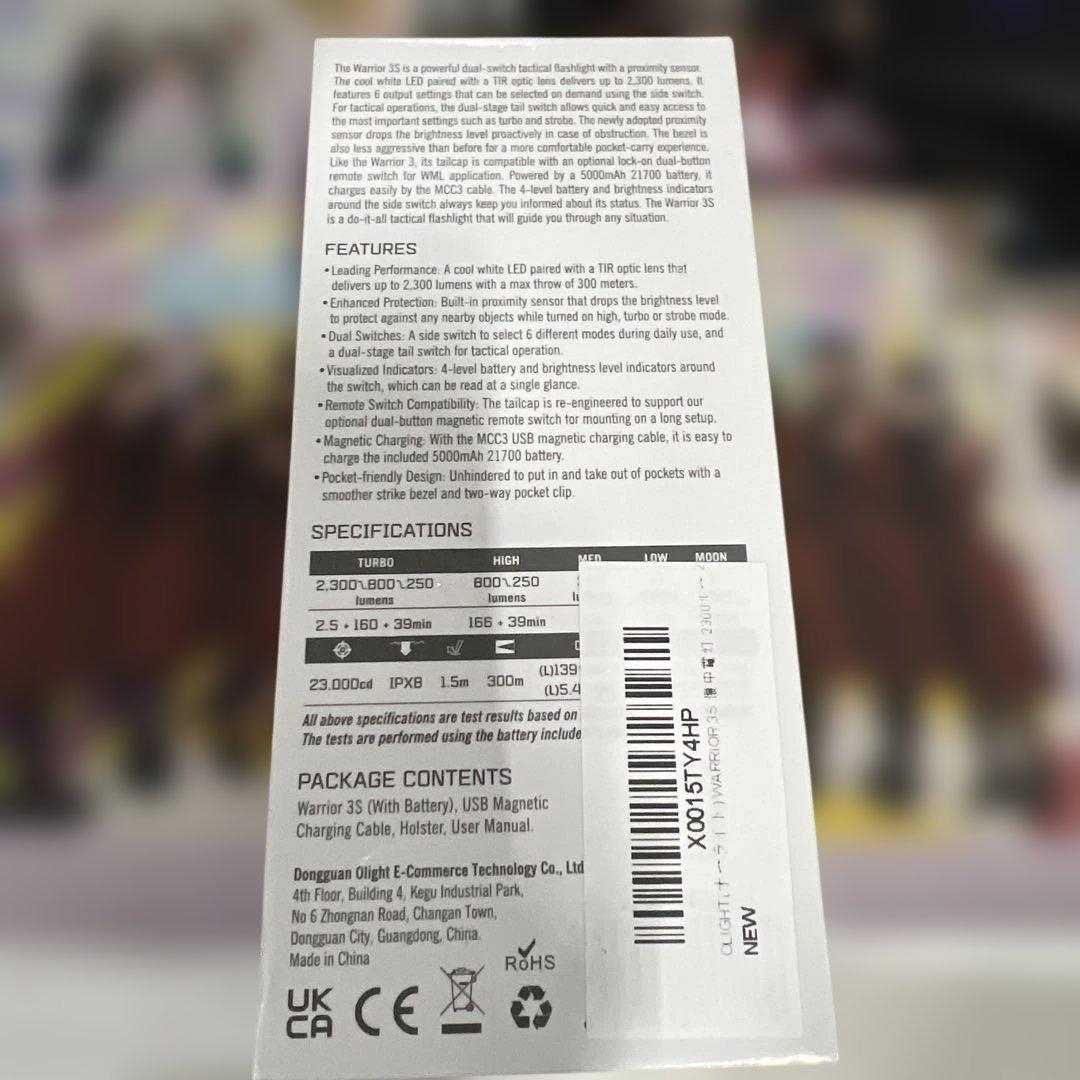 The Warrior 3S is a powerful dual-switch tactical flashlight with a proximity sensor.
The cool white LED paired with a TIR optic lens delivers up to 2,300 lumens. It
features 6 output settings that can be selected on demand using the side switch.
For tactical operations, the dual-stage tail switch allows quick and easy access to
the most important settings such as turbo and strobe. The newly adopted proximity
sensor drops the brightness level proactively in case of obstruction. The bezel is
also less aggressive than before for a more comfortable pocket-carry experience.
Like the Warrior 3, its tailcap is compatible with an optional lock-on dual-button
remote switch for WML application. Powered by a 5000mAh 21700 battery, it
charges easily by the MCC3 cable. The 4-level battery and brightness indicators
around the side switch always keep you informed about its status. The Warrior 3S
is a do-it-all tactical flashlight that will guide you through any situation.
FEATURES
• Leading Performance: A cool white LED paired with a TIR optic lens that
delivers up to 2,300 lumens with a max throw of 300 meters.
• Enhanced Protection: Built-in proximity sensor that drops the brightness level
to protect against any nearby objects while turned on high, turbo or strobe mode.
• Dual Switches: A side switch to select 6 different modes during daily use, and
a dual-stage tail switch for tactical operation.
• Visualized Indicators: 4-level battery and brightness level indicators around
the switch, which can be read at a single glance.
• Remote Switch Compatibility: The tailcap is re-engineered to support our
optional dual-button magnetic remote switch for mounting on a long setup.
• Magnetic Charging: With the MCC3 USB magnetic charging cable, it is easy to
charge the included 5000mAh 21700 battery.
• Pocket-friendly Design: Unhindered to put in and take out of pockets with a
smoother strike bezel and two-way pocket clip.
SPECIFICATIONS
TURBO HIGH MED LOW MOON
2,300~800~250 800~250
lumens lumens
2.5 + 160 + 39min 166 + 39min
23,000cd IPX8 1.5m 300m (L)139
(L)5.4
All above specifications are test results based on
The tests are performed using the battery include
PACKAGE CONTENTS
Warrior 3S (With Battery), USB Magnetic
Charging Cable, Holster, User Manual.
Dongguan Olight E-Commerce Technology Co., Ltd
4th Floor, Building 4, Kegu Industrial Park,
No 6 Zhongnan Road, Changan Town,
Dongguan City, Guangdong, China.
Made in China
RoHS
UK
CA CE
X0015TY4HP
OLIGHT(オーライト)WARRIOR 3S 懐中電灯 2300
NEW